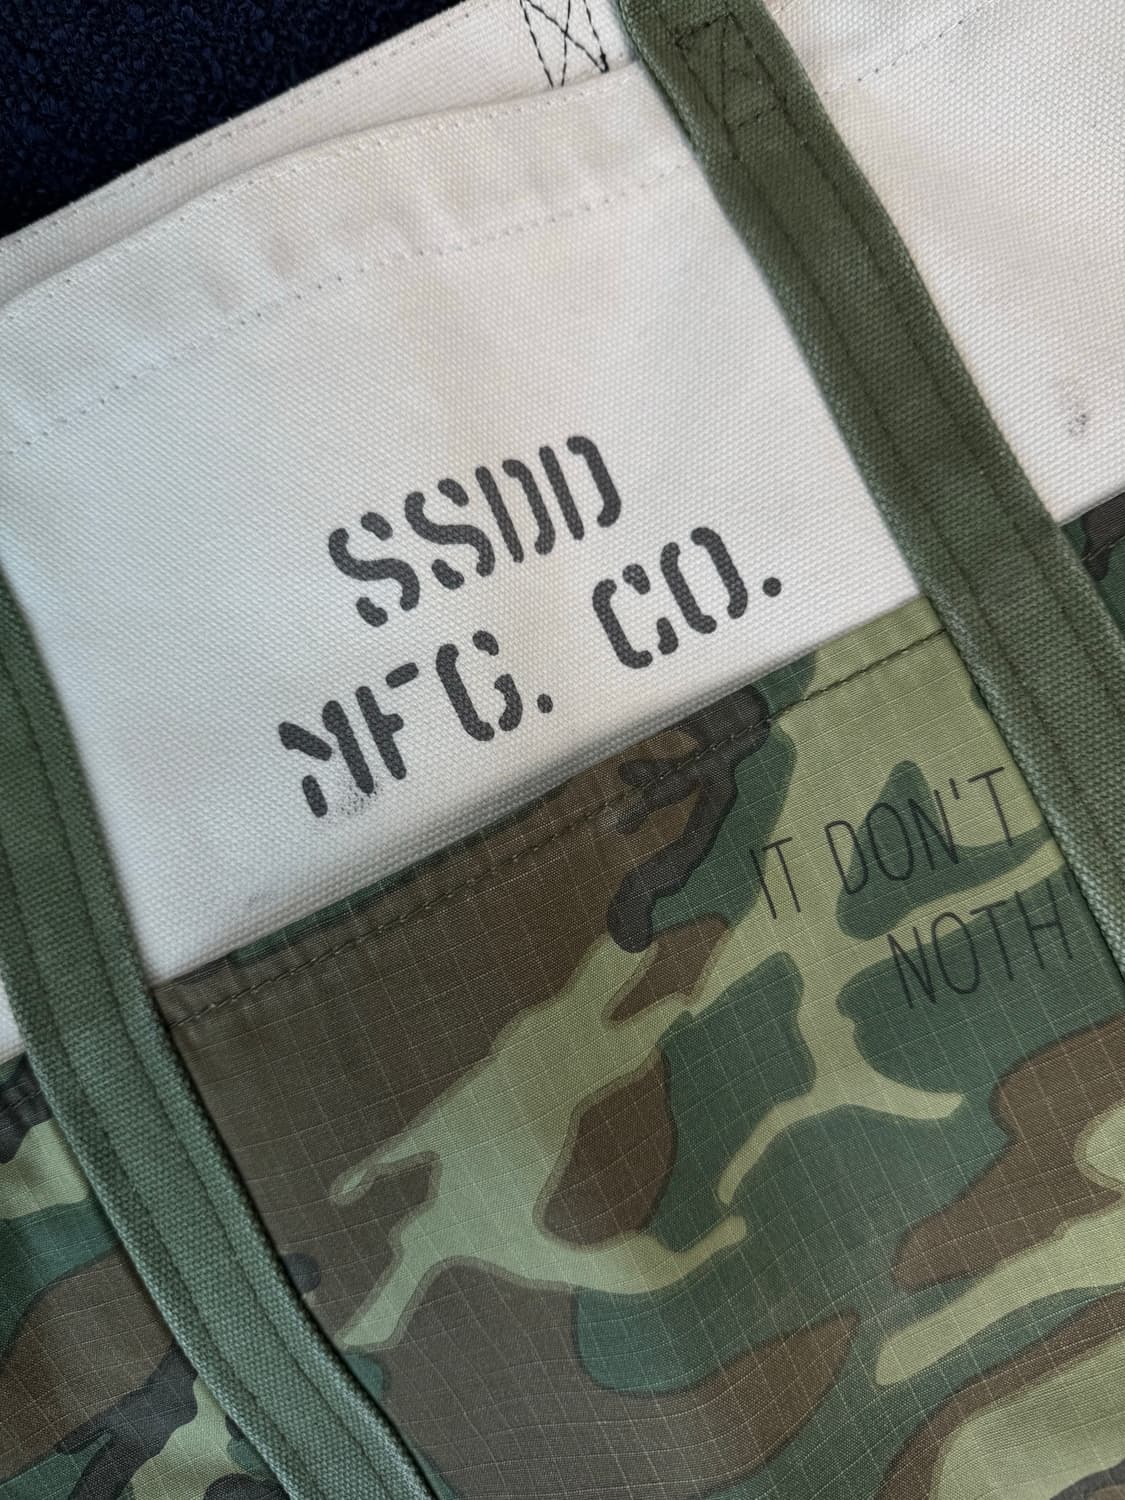 SSDD
MFG. CO.
IT DON'T
NOTH